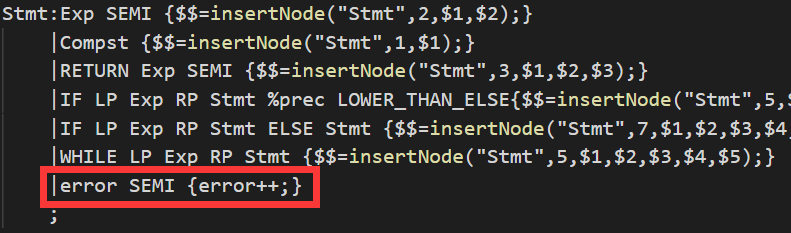 Stmt:Exp SEMI {$$=insertNode("Stmt",2,$1,$2);}
|Compst {$$=insertNode("Stmt",1,$1);}
|RETURN Exp SEMI {$$=insertNode("Stmt",3,$1,$2,$3);}
|IF LP Exp RP Stmt %prec LOWER_THAN_ELSE{$$=insertNode("Stmt",5,$
|IF LP Exp RP Stmt ELSE Stmt {$$=insertNode("Stmt",7,$1,$2,$3,$4
|WHILE LP Exp RP Stmt {$$=insertNode("Stmt",5,$1,$2,$3,$4,$5);}
|error SEMI {error++;}
;